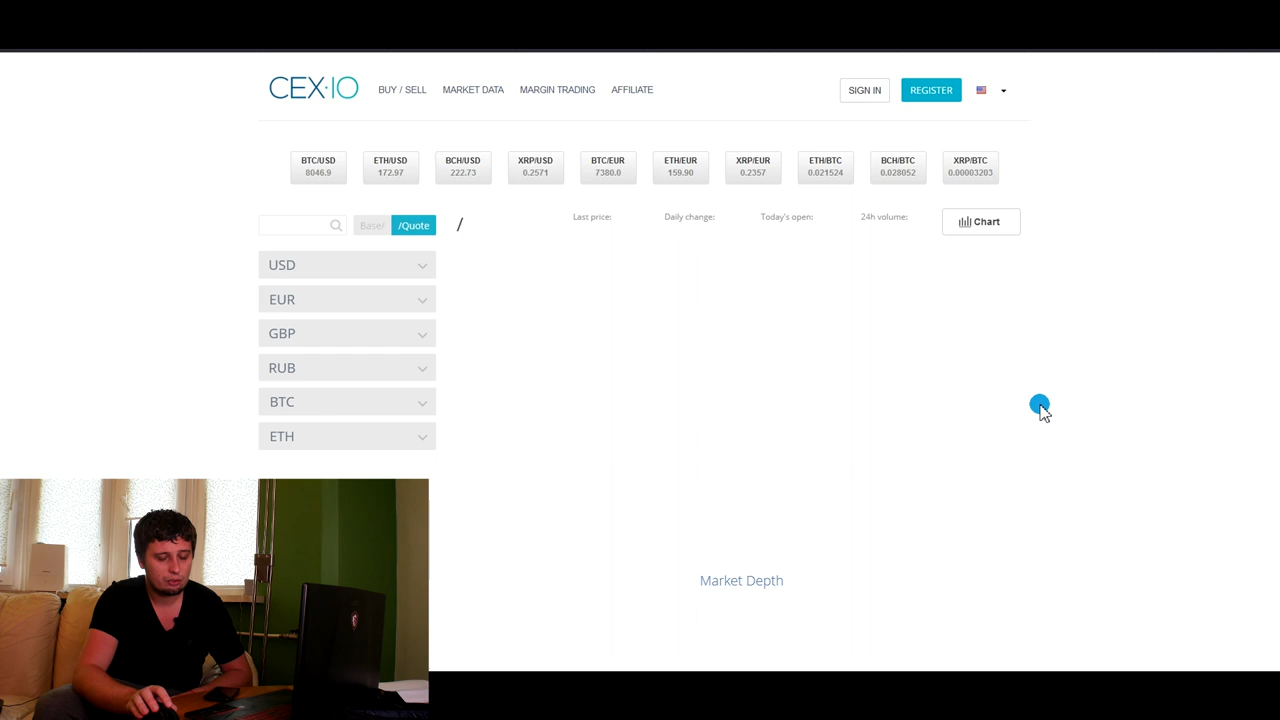 CEX·IO BUY / SELL MARKET DATA MARGIN TRADING AFFILIATE SIGN IN REGISTER
BTC/USD ETH/USD BCH/USD XRP/USD BTC/EUR ETH/EUR XRP/EUR ETH/BTC BCH/BTC XRP/BTC
8046.9 172.97 222.73 0.2571 7380.0 159.90 0.2357 0.021524 0.028052 0.00003203
Base/ /Quote / Last price: Daily change: Today's open: 24h volume: Chart
USD
EUR
GBP
RUB
BTC
ETH
Market Depth